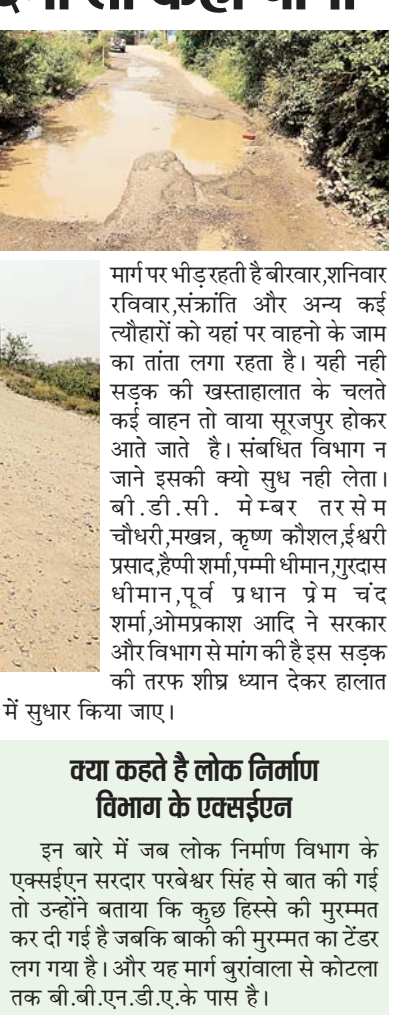 मार्ग पर भीड़ रहती है बीरवार,शनिवार
रविवार,संक्रांति और अन्य कई
त्यौहारों को यहां पर वाहनो के जाम
का तांता लगा रहता है। यही नही
सड़क की खस्ताहालात के चलते
कई वाहन तो वाया सूरजपुर होकर
आते जाते है। संबधित विभाग न
जाने इसकी क्यो सुध नही लेता।
बी.डी.सी. मेम्बर तरसेम
चौधरी,मखन्न, कृष्ण कौशल,ईश्वरी
प्रसाद,हैप्पी शर्मा,पम्मी धीमान,गुरदास
धीमान,पूर्व प्रधान प्रेम चंद
शर्मा,ओमप्रकाश आदि ने सरकार
और विभाग से मांग की है इस सड़क
की तरफ शीघ्र ध्यान देकर हालात
में सुधार किया जाए।
क्या कहते है लोक निर्माण
विभाग के एक्सईएन
इन बारे में जब लोक निर्माण विभाग के
एक्सईएन सरदार परबेश्वर सिंह से बात की गई
तो उन्होंने बताया कि कुछ हिस्से की मुरम्मत
कर दी गई है जबकि बाकी की मुरम्मत का टेंडर
लग गया है। और यह मार्ग बुरांवाला से कोटला
तक बी.बी.एन.डी.ए.के पास है।